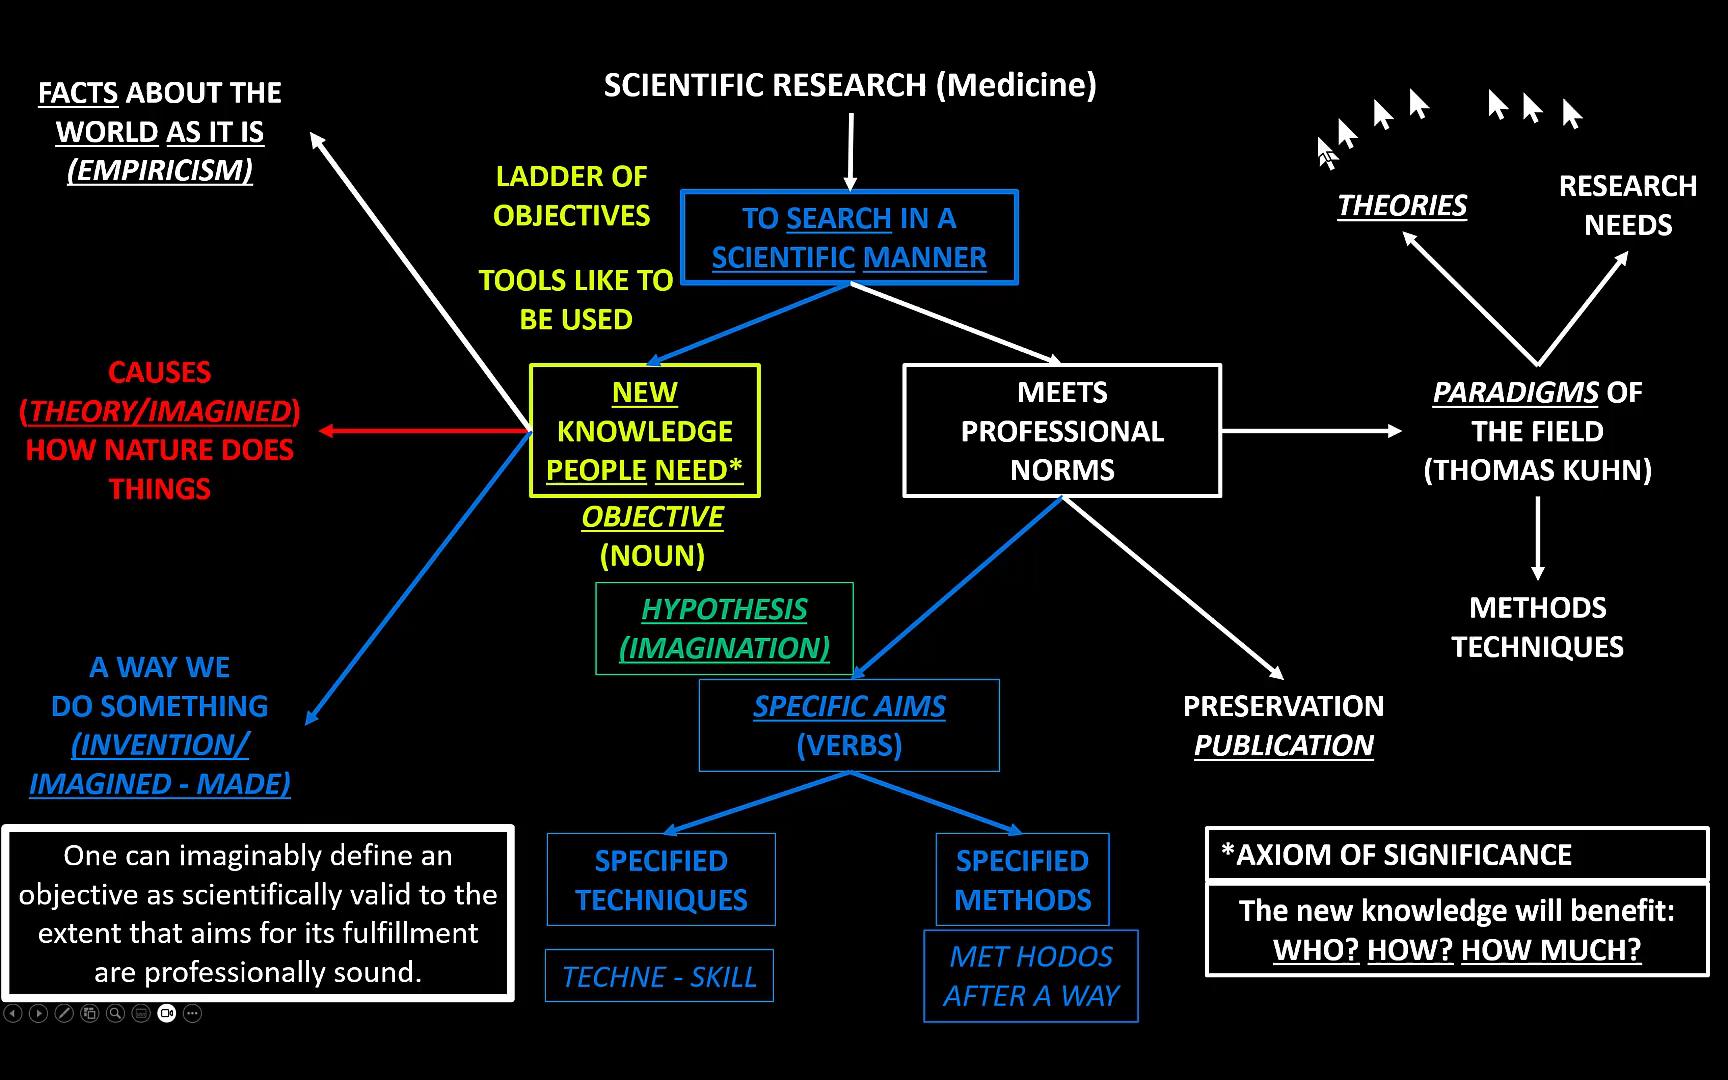 SCIENTIFIC RESEARCH (Medicine)
FACTS ABOUT THE
WORLD AS IT IS
(EMPIRICISM)
LADDER OF
OBJECTIVES
TOOLS LIKE TO
BE USED
TO SEARCH IN A
SCIENTIFIC MANNER
THEORIES
RESEARCH
NEEDS
CAUSES
(THEORY/IMAGINED)
HOW NATURE DOES
THINGS
NEW
KNOWLEDGE
PEOPLE NEED*
OBJECTIVE
(NOUN)
MEETS
PROFESSIONAL
NORMS
PARADIGMS OF
THE FIELD
(THOMAS KUHN)
HYPOTHESIS
(IMAGINATION)
METHODS
TECHNIQUES
A WAY WE
DO SOMETHING
(INVENTION/
IMAGINED - MADE)
SPECIFIC AIMS
(VERBS)
PRESERVATION
PUBLICATION
One can imaginably define an
objective as scientifically valid to the
extent that aims for its fulfillment
are professionally sound.
SPECIFIED
TECHNIQUES
TECHNE - SKILL
SPECIFIED
METHODS
MET HODOS
AFTER A WAY
*AXIOM OF SIGNIFICANCE
The new knowledge will benefit:
WHO? HOW? HOW MUCH?